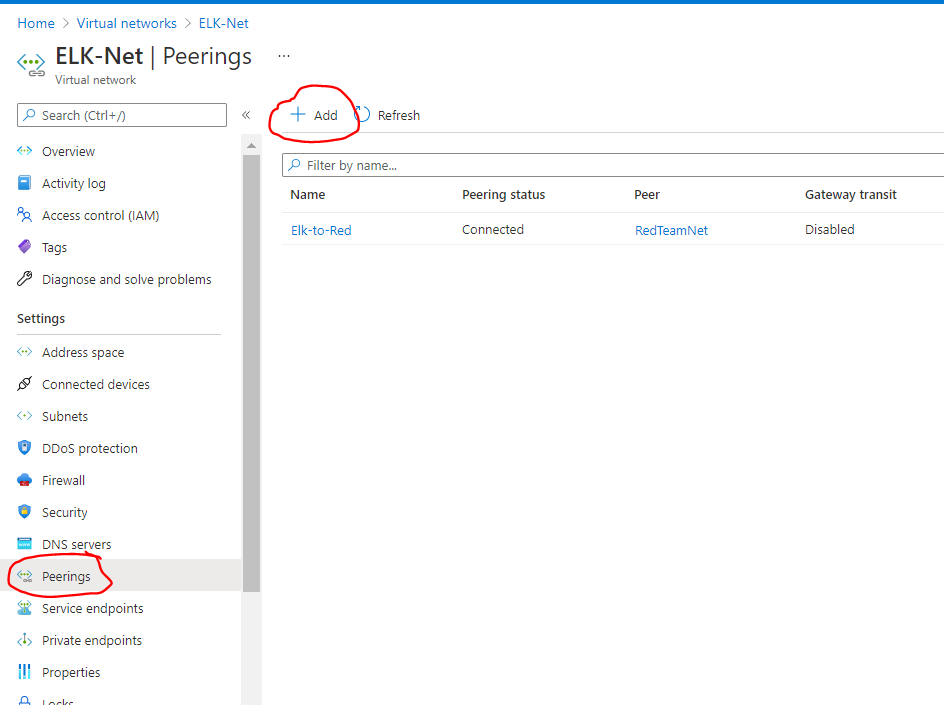 Home > Virtual networks > ELK-Net
ELK-Net | Peerings ...
Virtual network
Search (Ctrl+/)
«
Add
Refresh
Overview
Activity log
Access control (IAM)
Tags
Diagnose and solve problems
Settings
Address space
Connected devices
Subnets
DDoS protection
Firewall
Security
DNS servers
Peerings
Service endpoints
Private endpoints
Properties
Locks
Filter by name...
Name Peering status Peer Gateway transit
Elk-to-Red Connected RedTeamNet Disabled